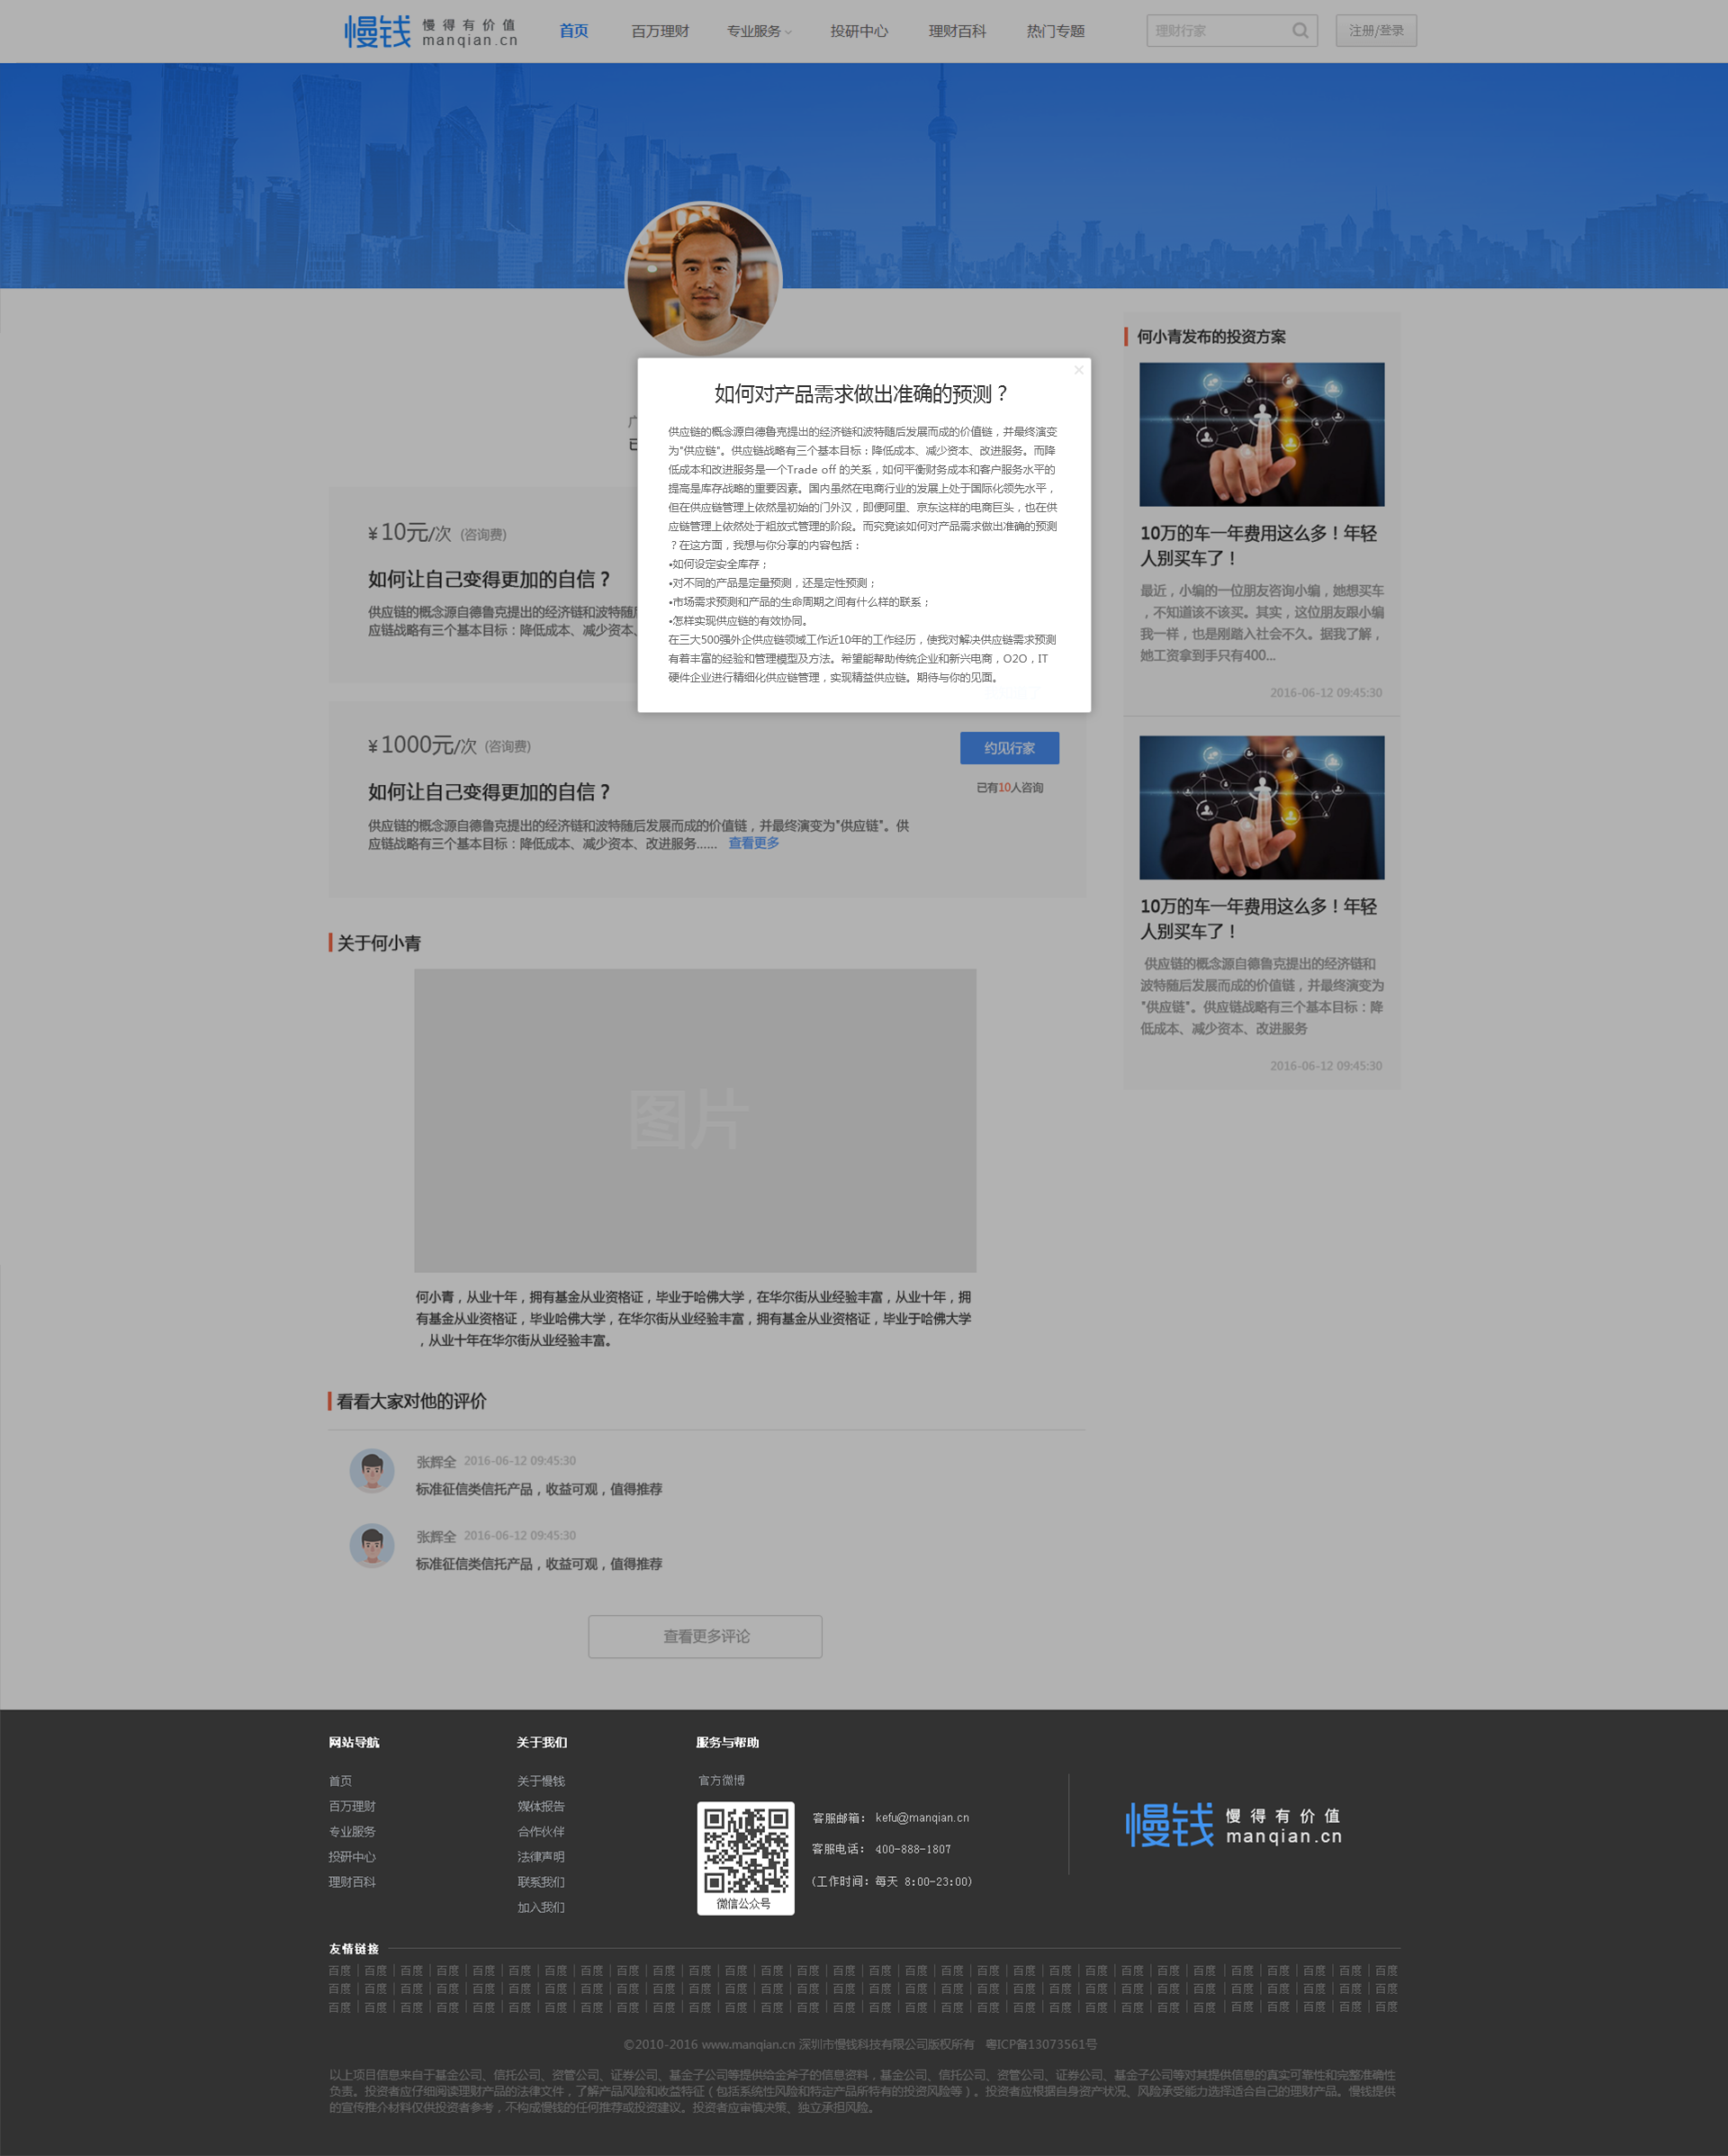 慢钱 慢得有价值 manqian.cn 首页 百万理财 专业服务 投研中心 理财百科 热门专题 理财行家 注册/登录
如何对产品需求做出准确的预测？
供应链的概念源自德鲁克提出的经济链和波特随后发展而成的价值链，并最终演变
为"供应链"。供应链战略有三个基本目标：降低成本、减少资本、改进服务。而降
低成本和改进服务是一个Trade off 的关系，如何平衡财务成本和客户服务水平的
提高是库存战略的重要因素。国内虽然在电商行业的发展上处于国际化领先水平，
但在供应链管理上依然是初始的门外汉，即便阿里、京东这样的电商巨头，也在供
应链管理上依然处于粗放式管理的阶段。而究竟该如何对产品需求做出准确的预测
？在这方面，我想与你分享的内容包括：
•如何设定安全库存；
•对不同的产品是定量预测，还是定性预测；
•市场需求预测和产品的生命周期之间有什么样的联系；
•怎样实现供应链的有效协同。
在三大500强外企供应链领域工作近10年的工作经历，使我对解决供应链需求预测
有着丰富的经验和管理模型及方法。希望能帮助传统企业和新兴电商，O2O，IT
硬件企业进行精细化供应链管理，实现精益供应链。期待与你的见面。
¥10元/次 (咨询费)
如何让自己变得更加的自信？
供应链的概念源自德鲁克提出的经济链和波特随
应链战略有三个基本目标：降低成本、减少资本、
¥1000元/次 (咨询费)
约见行家
如何让自己变得更加的自信？
已有10人咨询
供应链的概念源自德鲁克提出的经济链和波特随后发展而成的价值链，并最终演变为"供应链"。供
应链战略有三个基本目标：降低成本、减少资本、改进服务…… 查看更多
何小青发布的投资方案
10万的车一年费用这么多！年轻
人别买车了！
最近，小编的一位朋友咨询小编，她想买车
，不知道该不该买。其实，这位朋友跟小编
我一样，也是刚踏入社会不久。据我了解，
她工资拿到手只有400...
2016-06-12 09:45:30
10万的车一年费用这么多！年轻
人别买车了！
供应链的概念源自德鲁克提出的经济链和
波特随后发展而成的价值链，并最终演变为
"供应链"。供应链战略有三个基本目标：降
低成本、减少资本、改进服务
2016-06-12 09:45:30
关于何小青
图片
何小青，从业十年，拥有基金从业资格证，毕业于哈佛大学，在华尔街从业经验丰富，从业十年，拥
有基金从业资格证，毕业哈佛大学，在华尔街从业经验丰富，拥有基金从业资格证，毕业于哈佛大学
，从业十年在华尔街从业经验丰富。
看看大家对他的评价
张辉全 2016-06-12 09:45:30
标准征信类信托产品，收益可观，值得推荐
张辉全 2016-06-12 09:45:30
标准征信类信托产品，收益可观，值得推荐
查看更多评论
网站导航
首页
百万理财
专业服务
投研中心
理财百科
关于我们
关于慢钱
媒体报告
合作伙伴
法律声明
联系我们
加入我们
服务与帮助
官方微博
微信公众号
客服邮箱： kefu@manqian.cn
客服电话： 400-888-1807
(工作时间：每天 8:00-23:00)
慢钱 慢得有价值
manqian.cn
友情链接
百度 | 百度 | 百度 | 百度 | 百度 | 百度 | 百度 | 百度 | 百度 | 百度 | 百度 | 百度 | 百度 | 百度 | 百度 | 百度 | 百度 | 百度 | 百度 | 百度 | 百度 | 百度 | 百度 | 百度 | 百度 | 百度 | 百度 | 百度 | 百度 | 百度
百度 | 百度 | 百度 | 百度 | 百度 | 百度 | 百度 | 百度 | 百度 | 百度 | 百度 | 百度 | 百度 | 百度 | 百度 | 百度 | 百度 | 百度 | 百度 | 百度 | 百度 | 百度 | 百度 | 百度 | 百度 | 百度 | 百度 | 百度 | 百度 | 百度
百度 | 百度 | 百度 | 百度 | 百度 | 百度 | 百度 | 百度 | 百度 | 百度 | 百度 | 百度 | 百度 | 百度 | 百度 | 百度 | 百度 | 百度 | 百度 | 百度 | 百度 | 百度 | 百度 | 百度 | 百度 | 百度 | 百度 | 百度 | 百度 | 百度
©2010-2016 www.manqian.cn 深圳市慢钱科技有限公司版权所有 粤ICP备13073561号
以上项目信息来自于基金公司、信托公司、资管公司、证券公司、基金子公司等提供给金斧子的信息资料，基金公司、信托公司、资管公司、证券公司、基金子公司等对其提供信息的真实可靠性和完整准确性
负责。投资者应仔细阅读理财产品的法律文件，了解产品风险和收益特征（包括系统性风险和特定产品所特有的投资风险等）。投资者应根据自身资产状况、风险承受能力选择适合自己的理财产品。慢钱提供
的宣传推介材料仅供投资者参考，不构成慢钱的任何推荐或投资建议。投资者应审慎决策、独立承担风险。